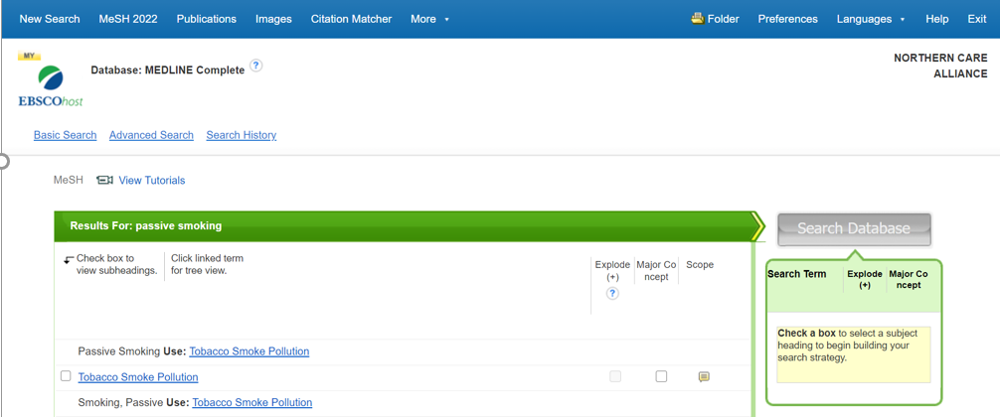 New Search MeSH 2022 Publications Images Citation Matcher More Folder Preferences Languages Help Exit
MY
EBSCOhost
Database: MEDLINE Complete ?
NORTHERN CARE
ALLIANCE
Basic Search Advanced Search Search History
MeSH View Tutorials
Results For: passive smoking
Search Database
Check box to
view subheadings.
Click linked term
for tree view.
Explode
(+)
?
Major Co
ncept
Scope
Search Term
Explode
(+)
Major Co
ncept
Check a box to select a subject
heading to begin building your
search strategy.
Passive Smoking Use: Tobacco Smoke Pollution
Tobacco Smoke Pollution
Smoking, Passive Use: Tobacco Smoke Pollution